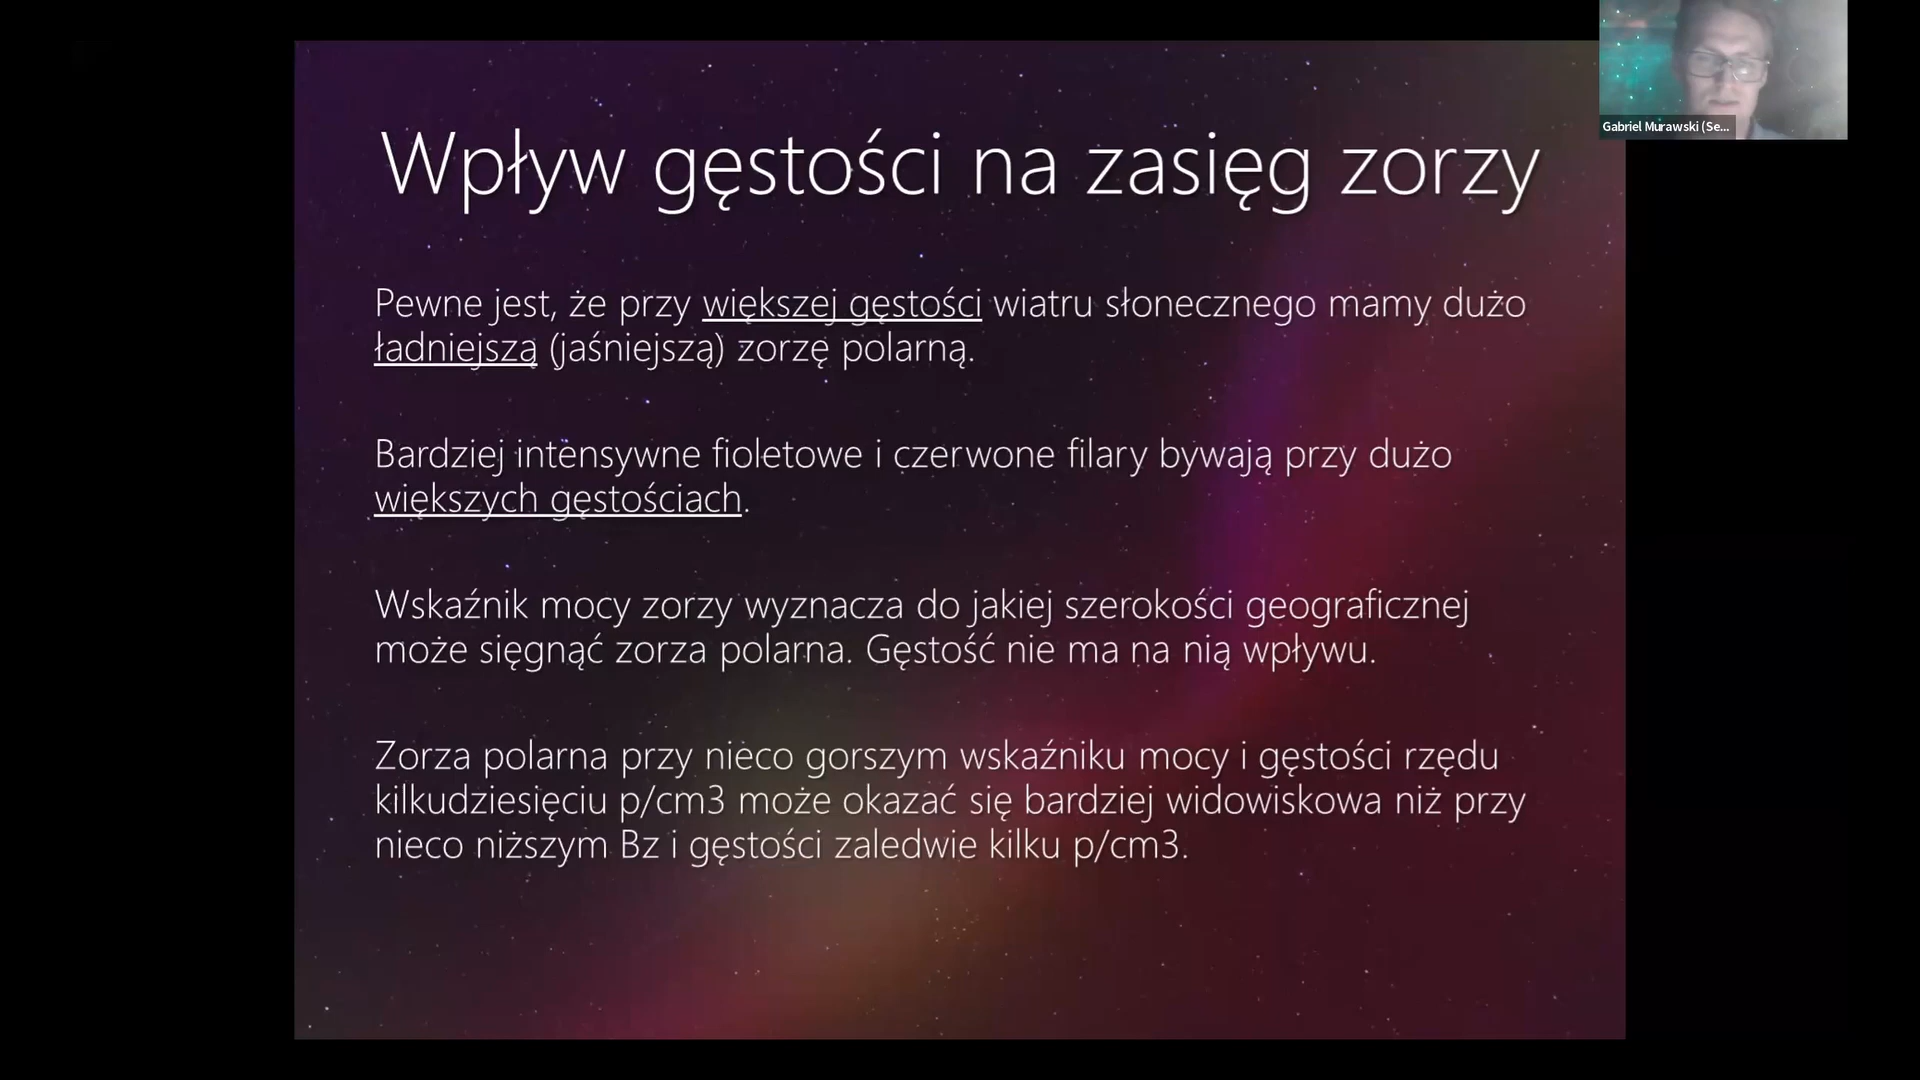 Wpływ gęstości na zasięg zorzy
Pewne jest, że przy większej gęstości wiatru słonecznego mamy dużo
ładniejszą (jaśniejszą) zorzę polarną.
Bardziej intensywne fioletowe i czerwone filary bywają przy dużo
większych gęstościach.
Wskaźnik mocy zorzy wyznacza do jakiej szerokości geograficznej
może sięgnąć zorza polarna. Gęstość nie ma na nią wpływu.
Zorza polarna przy nieco gorszym wskaźniku mocy i gęstości rzędu
kilkudziesięciu p/cm3 może okazać się bardziej widowiskowa niż przy
nieco niższym Bz i gęstości zaledwie kilku p/cm3.
Gabriel Murawski (Se...